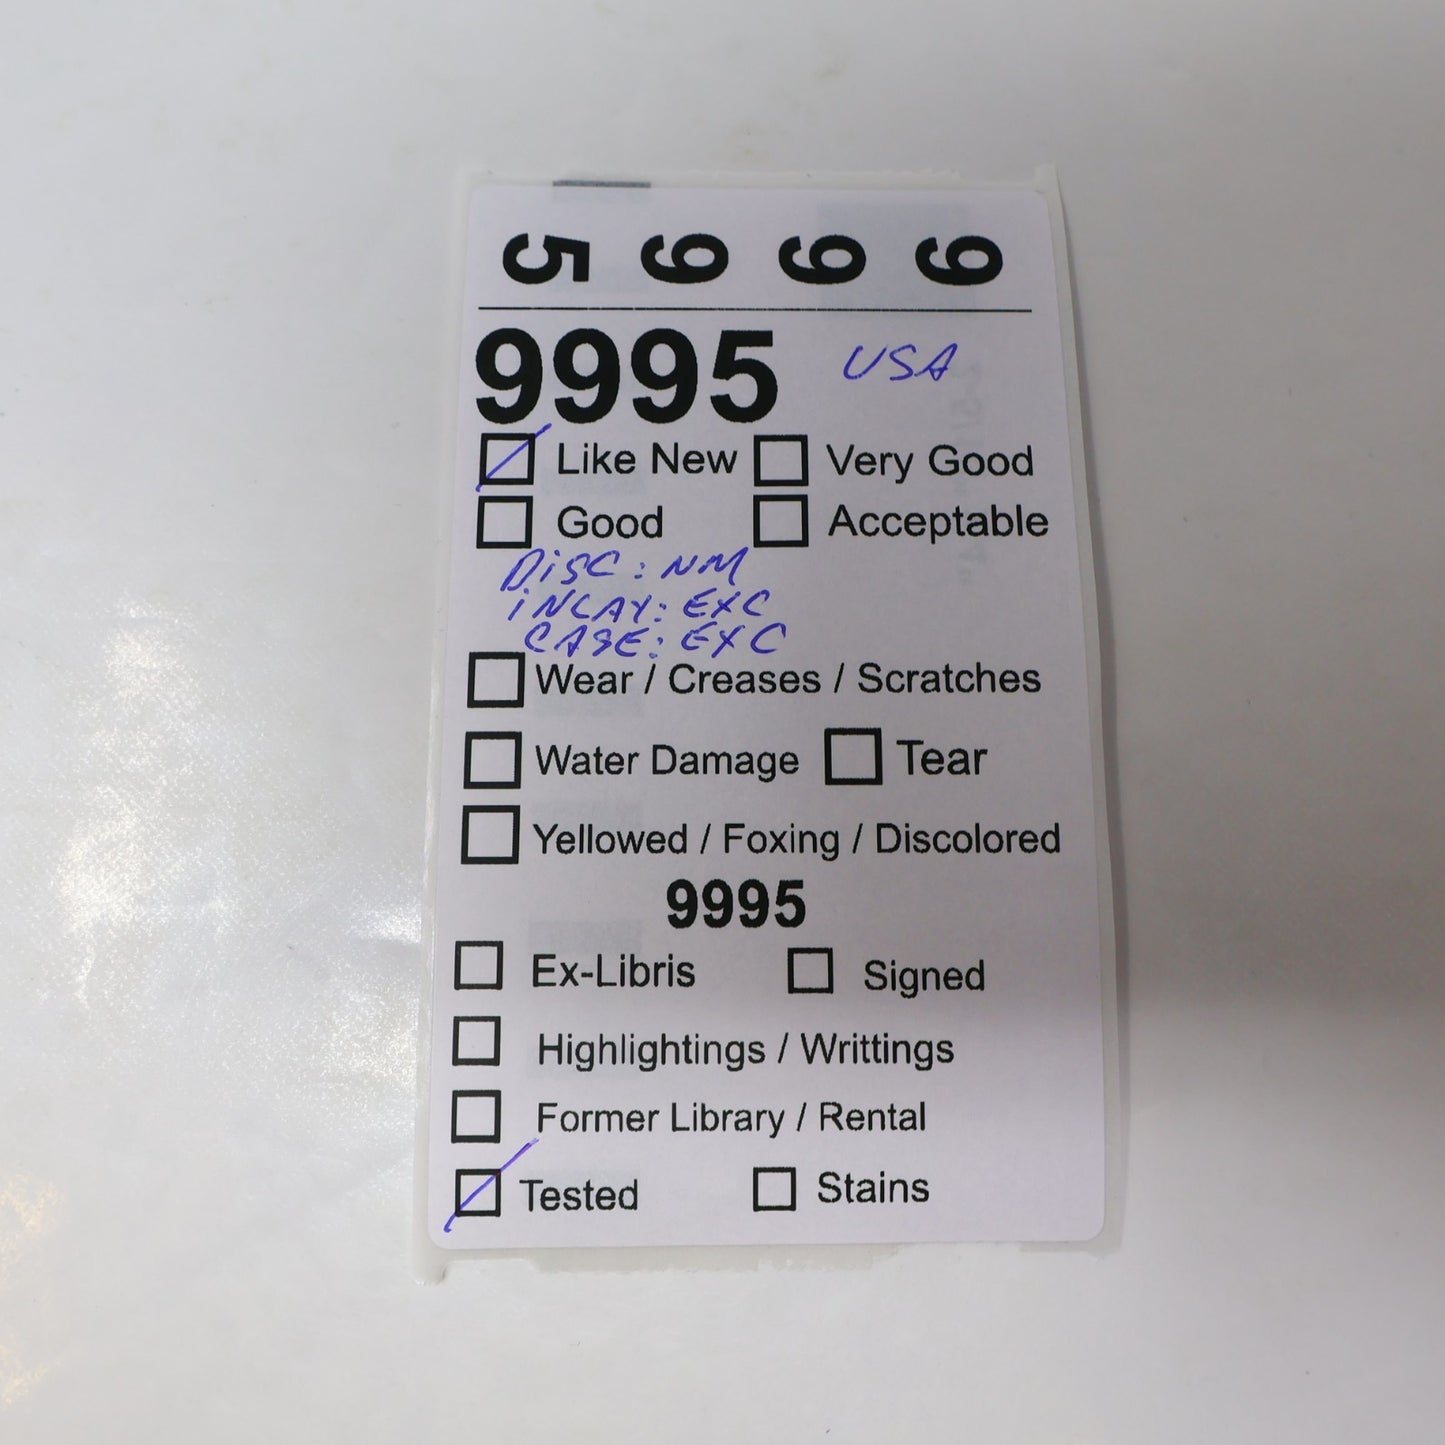 5 9 9 9
9995 USA
Like New Very Good
Good Acceptable
DISC: NM
INLAY: EXC
CASE: EXC
Wear / Creases / Scratches
Water Damage Tear
Yellowed / Foxing / Discolored
9995
Ex-Libris Signed
Highlightings / Writtings
Former Library / Rental
Tested Stains